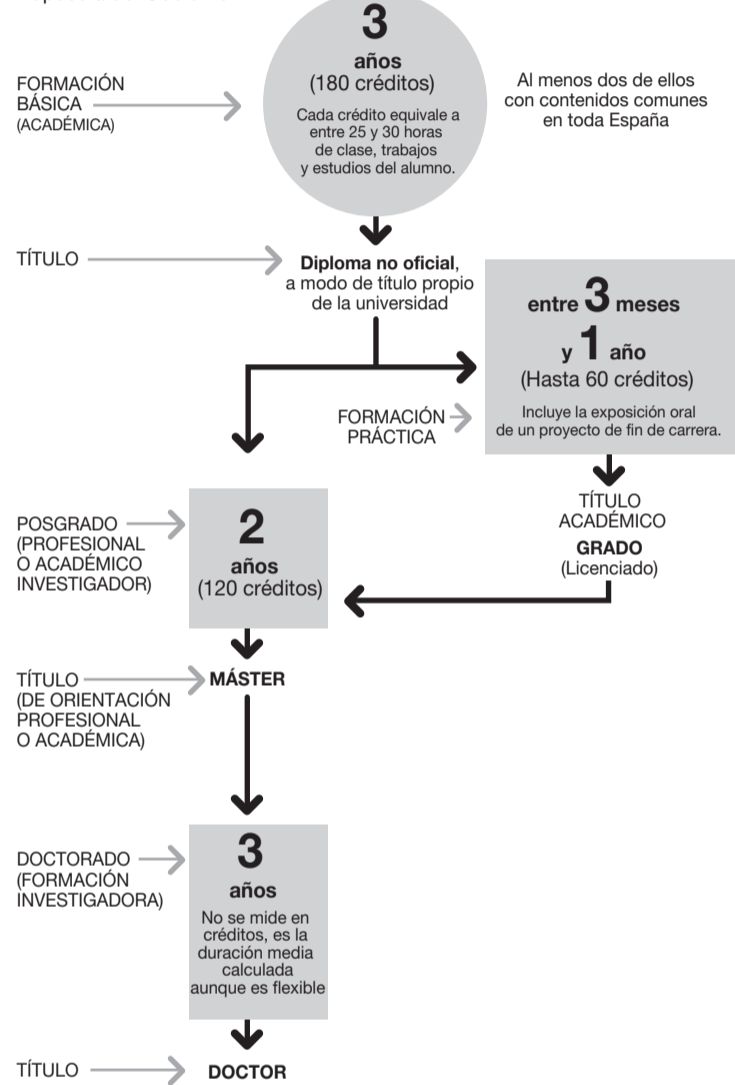 3
años
(180 créditos)
Cada crédito equivale a
entre 25 y 30 horas
de clase, trabajos
y estudios del alumno.
FORMACIÓN
BÁSICA
(ACADÉMICA)
Al menos dos de ellos
con contenidos comunes
en toda España
TÍTULO
Diploma no oficial,
a modo de título propio
de la universidad
entre 3 meses
y 1 año
(Hasta 60 créditos)
Incluye la exposición oral
de un proyecto de fin de carrera.
FORMACIÓN
PRÁCTICA
TÍTULO
ACADÉMICO
GRADO
(Licenciado)
POSGRADO
(PROFESIONAL
O ACADÉMICO
INVESTIGADOR)
2
años
(120 créditos)
TÍTULO
(DE ORIENTACIÓN
PROFESIONAL
O ACADÉMICA)
MÁSTER
DOCTORADO
(FORMACIÓN
INVESTIGADORA)
3
años
No se mide en
créditos, es la
duración media
calculada
aunque es flexible
TÍTULO
DOCTOR